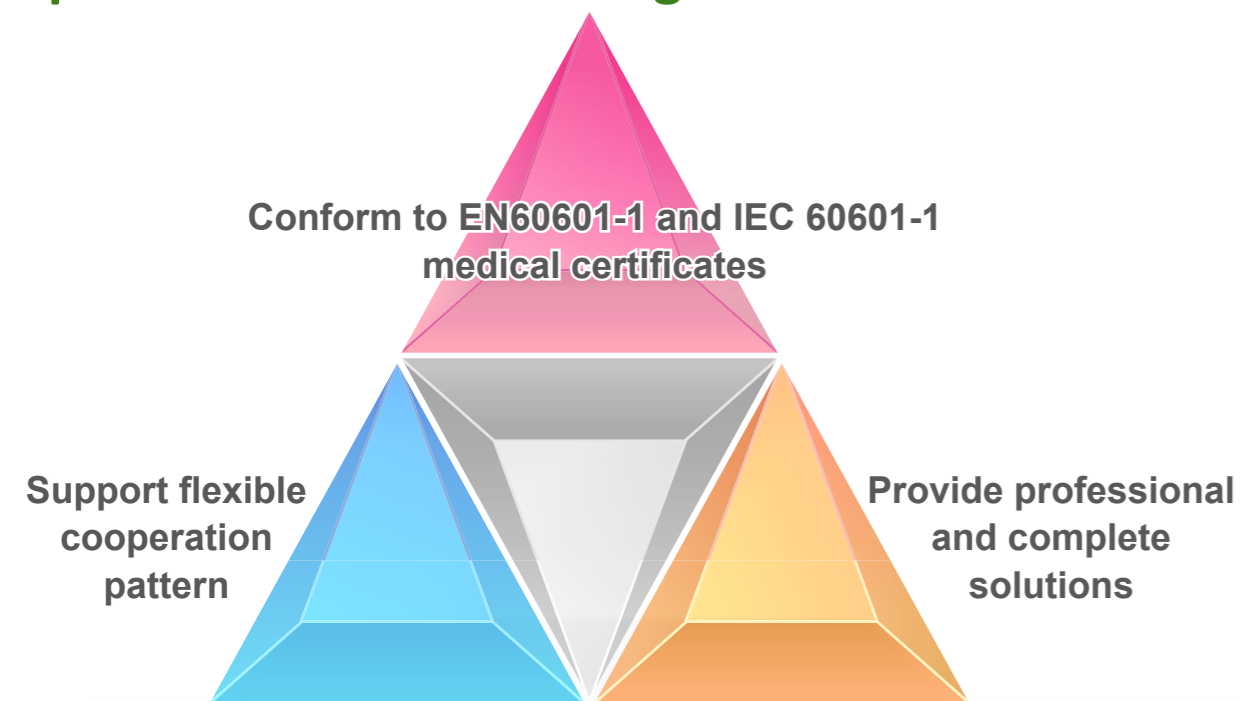 Conform to EN60601-1 and IEC 60601-1
medical certificates
Support flexible
cooperation
pattern
Provide professional
and complete
solutions